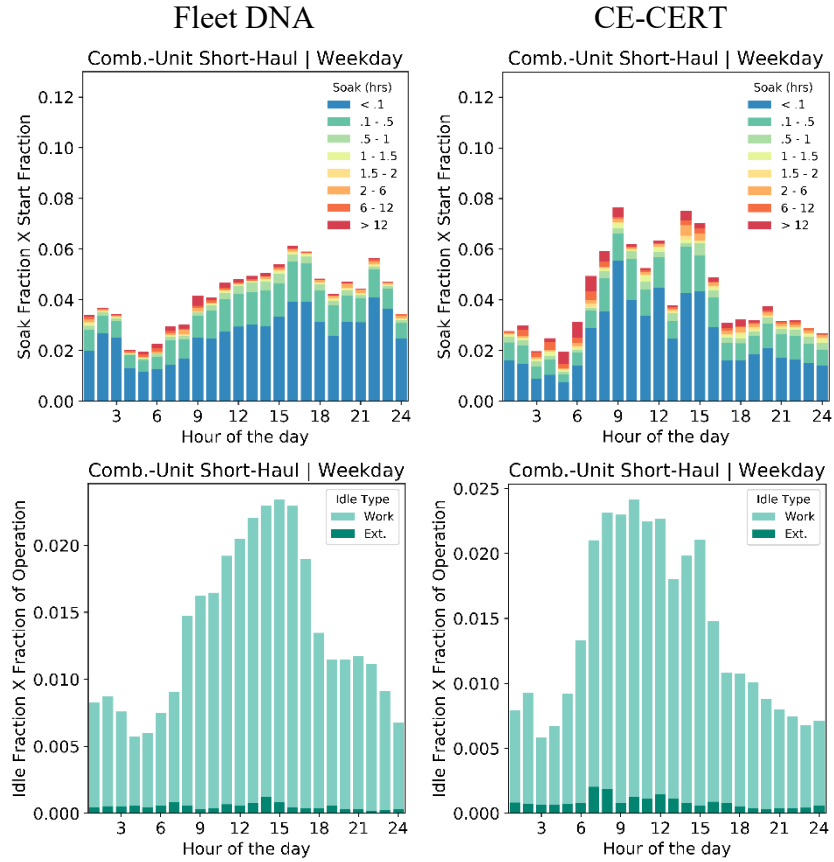 Fleet DNA
CE-CERT
Comb.-Unit Short-Haul | Weekday
Soak Fraction X Start Fraction
0.12
0.10
0.08
0.06
0.04
0.02
0.00
Soak (hrs)
< .1
.1 - .5
.5 - 1
1 - 1.5
1.5 - 2
2 - 6
6 - 12
> 12
3 6 9 12 15 18 21 24
Hour of the day
Comb.-Unit Short-Haul | Weekday
Soak Fraction X Start Fraction
0.12
0.10
0.08
0.06
0.04
0.02
0.00
Soak (hrs)
< .1
.1 - .5
.5 - 1
1 - 1.5
1.5 - 2
2 - 6
6 - 12
> 12
3 6 9 12 15 18 21 24
Hour of the day
Comb.-Unit Short-Haul | Weekday
Idle Fraction X Fraction of Operation
0.020
0.015
0.010
0.005
0.000
Idle Type
Work
Ext.
3 6 9 12 15 18 21 24
Hour of the day
Comb.-Unit Short-Haul | Weekday
Idle Fraction X Fraction of Operation
0.025
0.020
0.015
0.010
0.005
0.000
Idle Type
Work
Ext.
3 6 9 12 15 18 21 24
Hour of the day